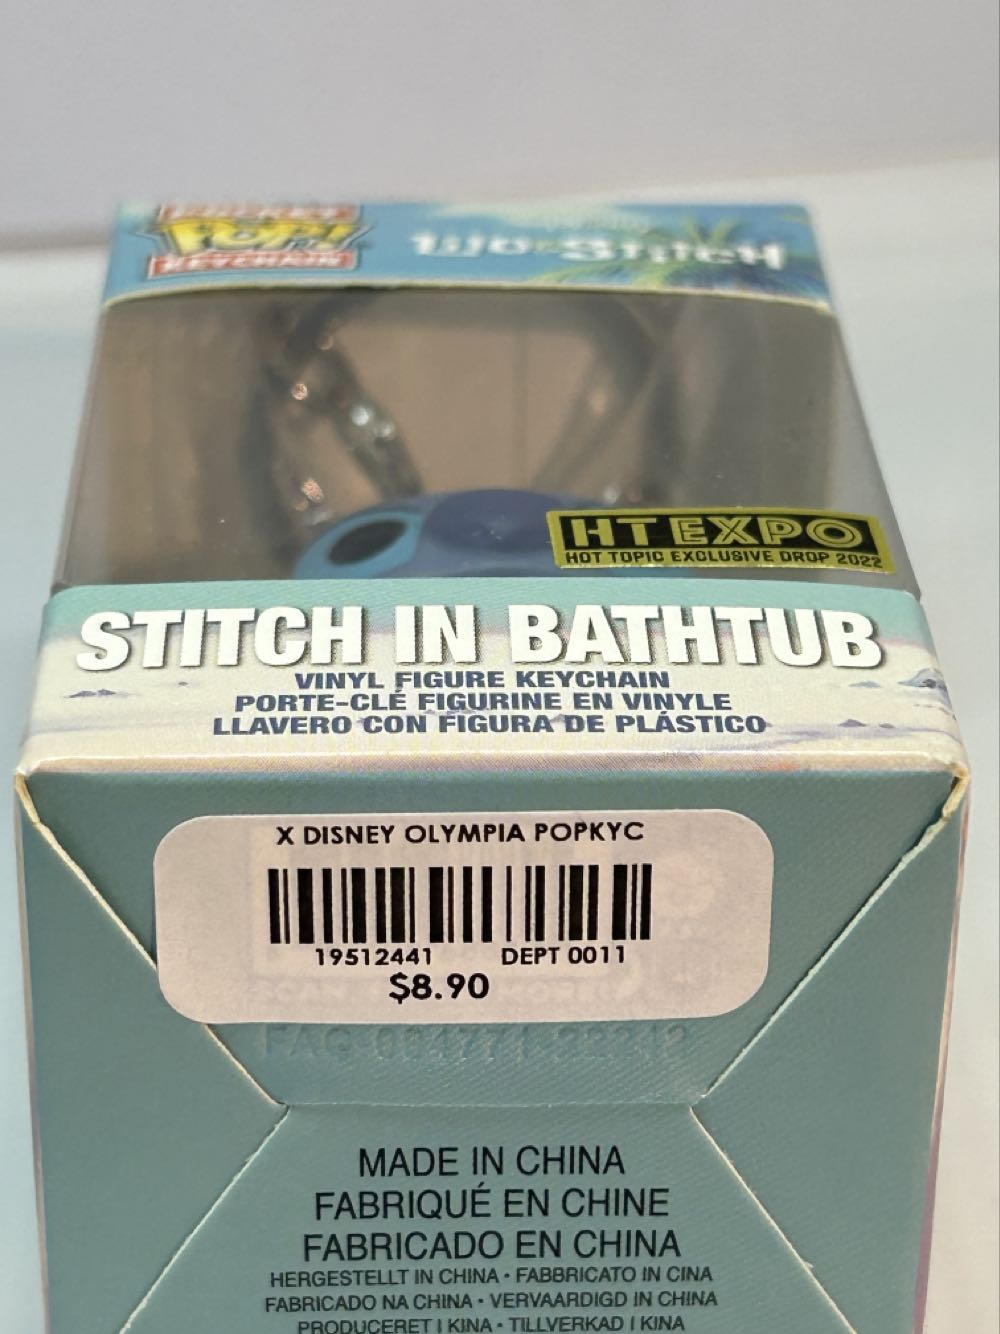 POCKET
POP!
KEYCHAIN
Lilo & Stitch
HT EXPO
HOT TOPIC EXCLUSIVE DROP 2022
STITCH IN BATHTUB
VINYL FIGURE KEYCHAIN
PORTE-CLÉ FIGURINE EN VINYLE
LLAVERO CON FIGURA DE PLÁSTICO
X DISNEY OLYMPIA POPKYC
19512441 DEPT 0011
$8.90
MADE IN CHINA
FABRIQUÉ EN CHINE
FABRICADO EN CHINA
HERGESTELLT IN CHINA • FABBRICATO IN CINA
FABRICADO NA CHINA • VERVAARDIGD IN CHINA
PRODUCERET I KINA • TILLVERKAD I KINA